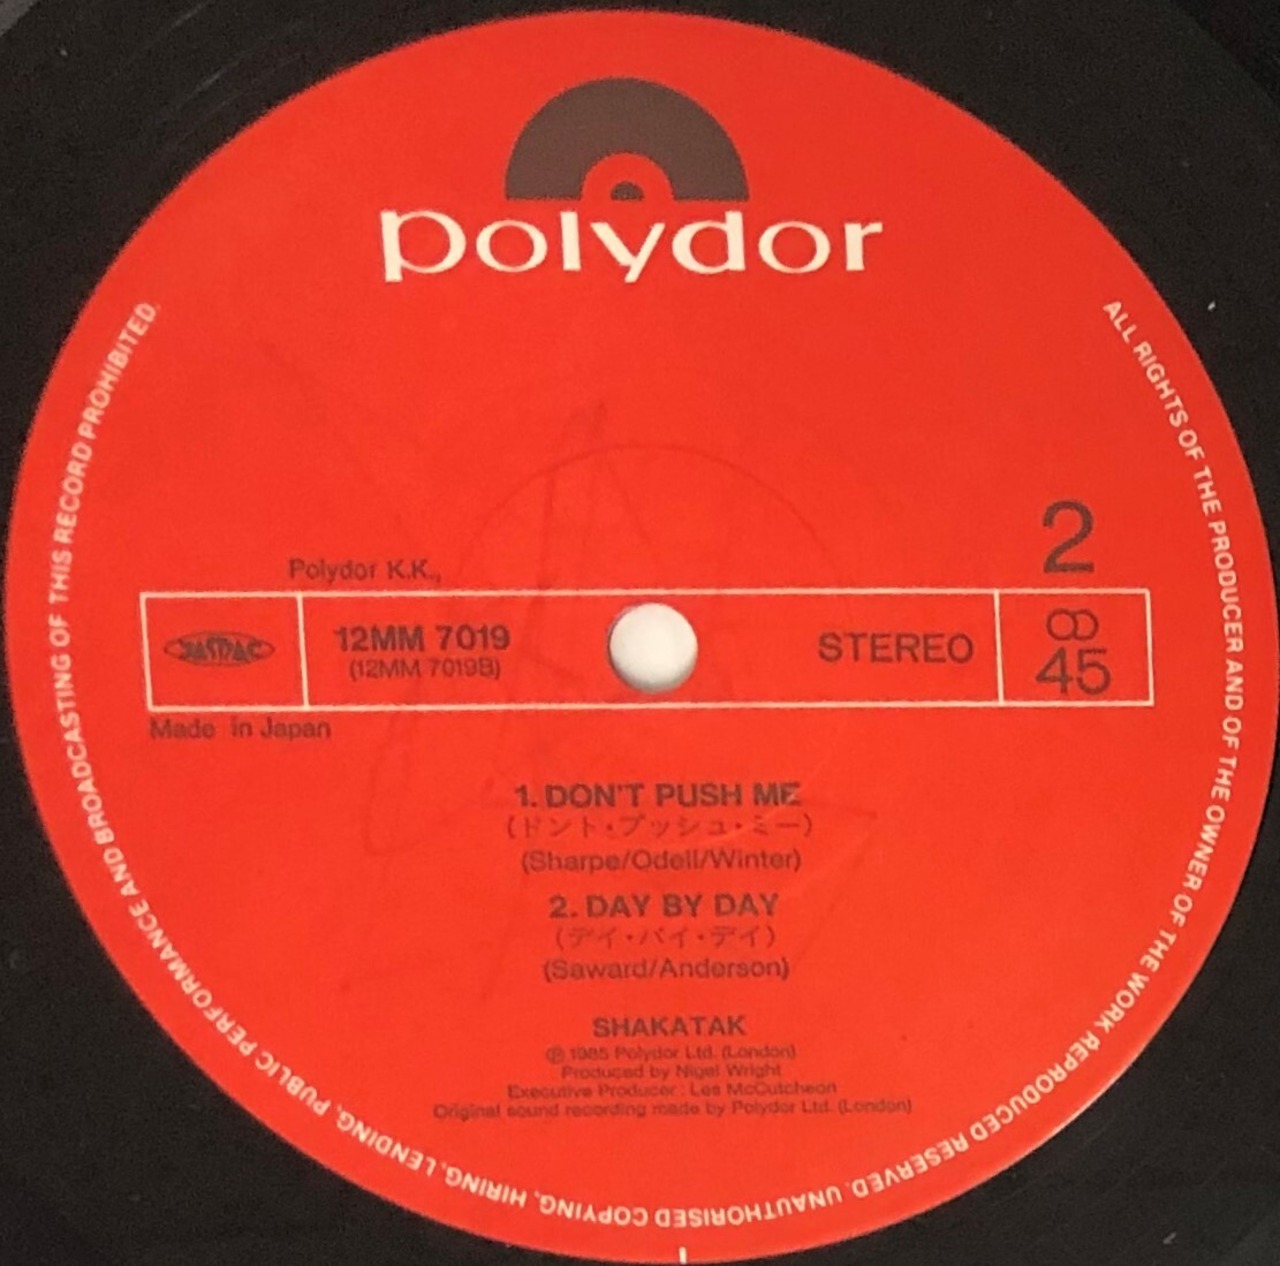 polydor
Polydor K.K.,
2
JASRAC
12MM 7019
(12MM 7019B)
STEREO
8
45
Made in Japan
1. DON'T PUSH ME
(ドント・プッシュ・ミー)
(Sharpe/Odell/Winter)
2. DAY BY DAY
(デイ・バイ・デイ)
(Saward/Anderson)
SHAKATAK
℗ 1985 Polydor Ltd. (London)
Produced by Nigel Wright
Executive Producer : Les McCutcheon
Original sound recording made by Polydor Ltd. (London)
ALL RIGHTS OF THE PRODUCER AND OF THE OWNER OF THE WORK REPRODUCED RESERVED. UNAUTHORISED COPYING, HIRING, LENDING, PUBLIC PERFORMANCE AND BROADCASTING OF THIS RECORD PROHIBITED.